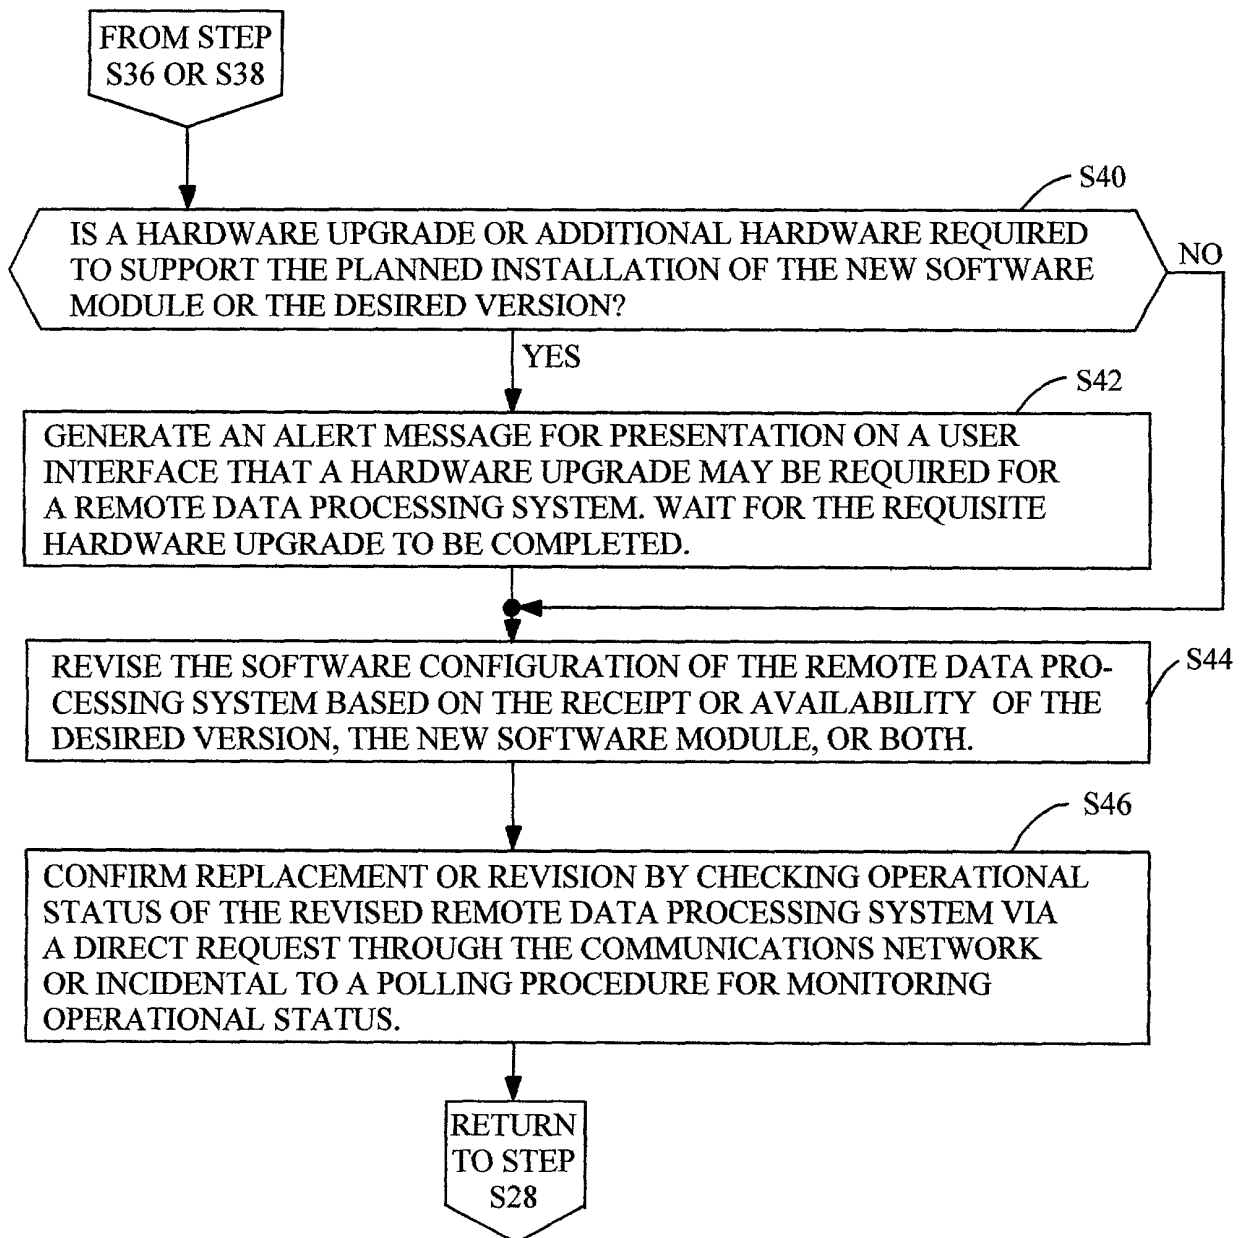 FROM STEP
S36 OR S38
S40
IS A HARDWARE UPGRADE OR ADDITIONAL HARDWARE REQUIRED
TO SUPPORT THE PLANNED INSTALLATION OF THE NEW SOFTWARE
MODULE OR THE DESIRED VERSION?
NO
YES
S42
GENERATE AN ALERT MESSAGE FOR PRESENTATION ON A USER
INTERFACE THAT A HARDWARE UPGRADE MAY BE REQUIRED FOR
A REMOTE DATA PROCESSING SYSTEM. WAIT FOR THE REQUISITE
HARDWARE UPGRADE TO BE COMPLETED.
S44
REVISE THE SOFTWARE CONFIGURATION OF THE REMOTE DATA PRO-
CESSING SYSTEM BASED ON THE RECEIPT OR AVAILABILITY OF THE
DESIRED VERSION, THE NEW SOFTWARE MODULE, OR BOTH.
S46
CONFIRM REPLACEMENT OR REVISION BY CHECKING OPERATIONAL
STATUS OF THE REVISED REMOTE DATA PROCESSING SYSTEM VIA
A DIRECT REQUEST THROUGH THE COMMUNICATIONS NETWORK
OR INCIDENTAL TO A POLLING PROCEDURE FOR MONITORING
OPERATIONAL STATUS.
RETURN
TO STEP
S28